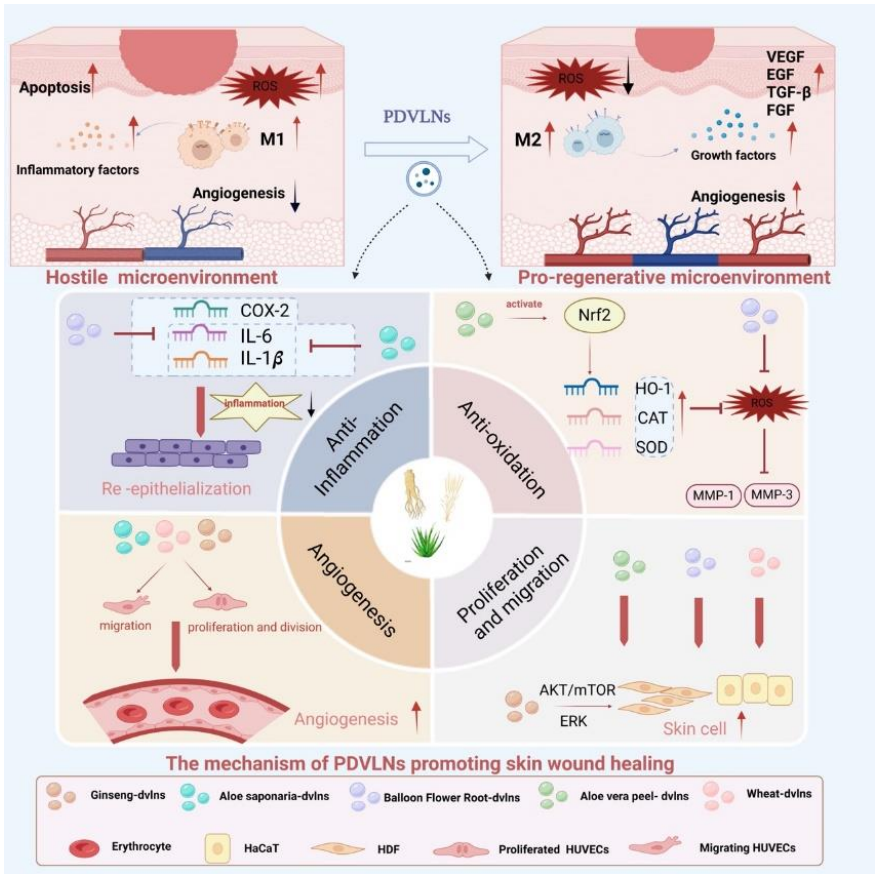 Apoptosis
ROS
M1
Inflammatory factors
Angiogenesis
Hostile microenvironment
PDVLNs
ROS
VEGF
EGF
TGF-β
FGF
M2
Growth factors
Angiogenesis
Pro-regenerative microenvironment
COX-2
IL-6
IL-1β
inflammation
Re -epithelialization
Anti-
Inflammation
activate
Nrf2
HO-1
CAT
SOD
ROS
MMP-1
MMP-3
Anti-oxidation
migration
proliferation and division
Angiogenesis
Angiogenesis
Proliferation
and migration
AKT/mTOR
ERK
Skin cell
The mechanism of PDVLNs promoting skin wound healing
Ginseng-dvlns
Aloe saponaria-dvlns
Balloon Flower Root-dvlns
Aloe vera peel- dvlns
Wheat-dvlns
Erythrocyte
HaCaT
HDF
Proliferated HUVECs
Migrating HUVECs